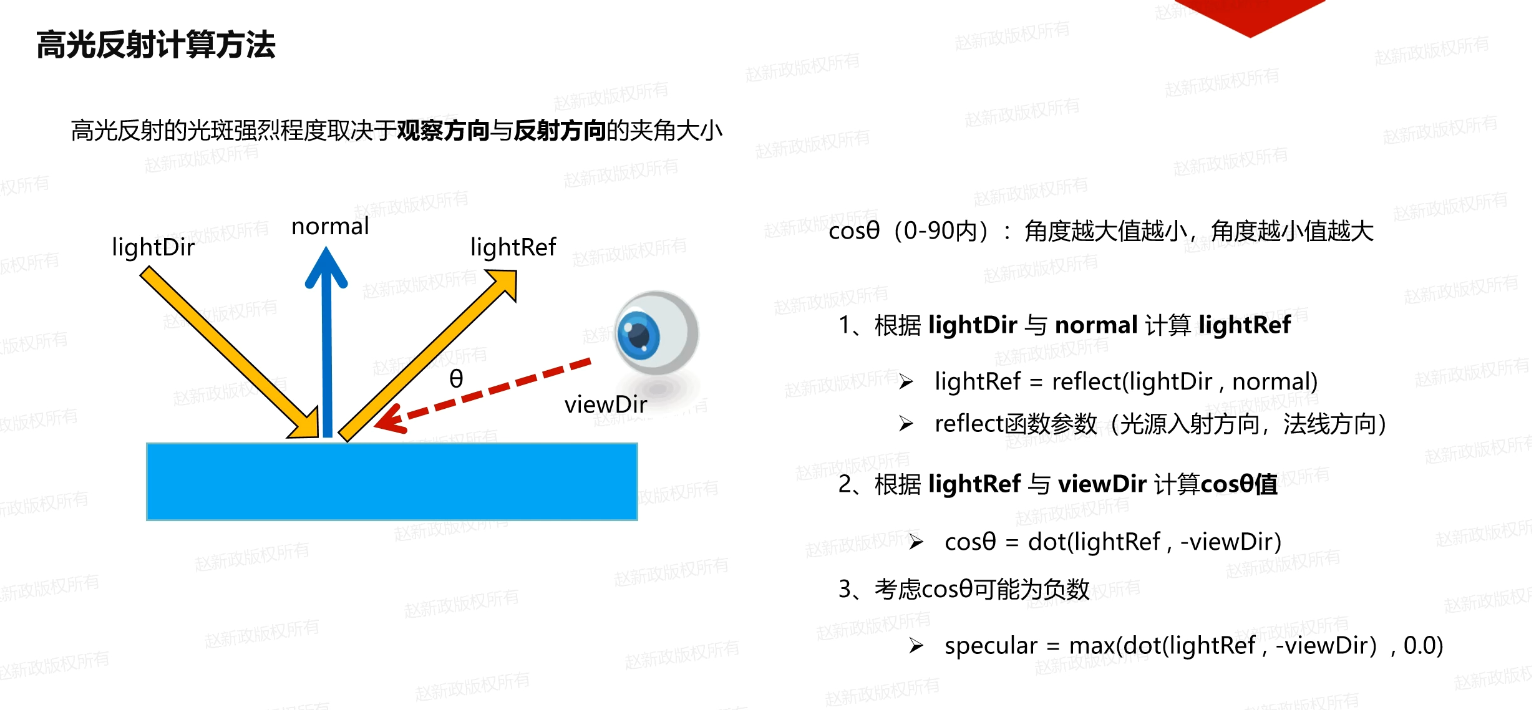 高光反射计算方法
高光反射的光斑强烈程度取决于观察方向与反射方向的夹角大小
normal
lightDir
lightRef
θ
viewDir
cosθ（0-90内）：角度越大值越小，角度越小值越大
1、根据 lightDir 与 normal 计算 lightRef
➢ lightRef = reflect(lightDir , normal)
➢ reflect函数参数（光源入射方向，法线方向）
2、根据 lightRef 与 viewDir 计算cosθ值
➢ cosθ = dot(lightRef , -viewDir）
3、考虑cosθ可能为负数
➢ specular = max(dot(lightRef , -viewDir）, 0.0)
赵新政版权所有